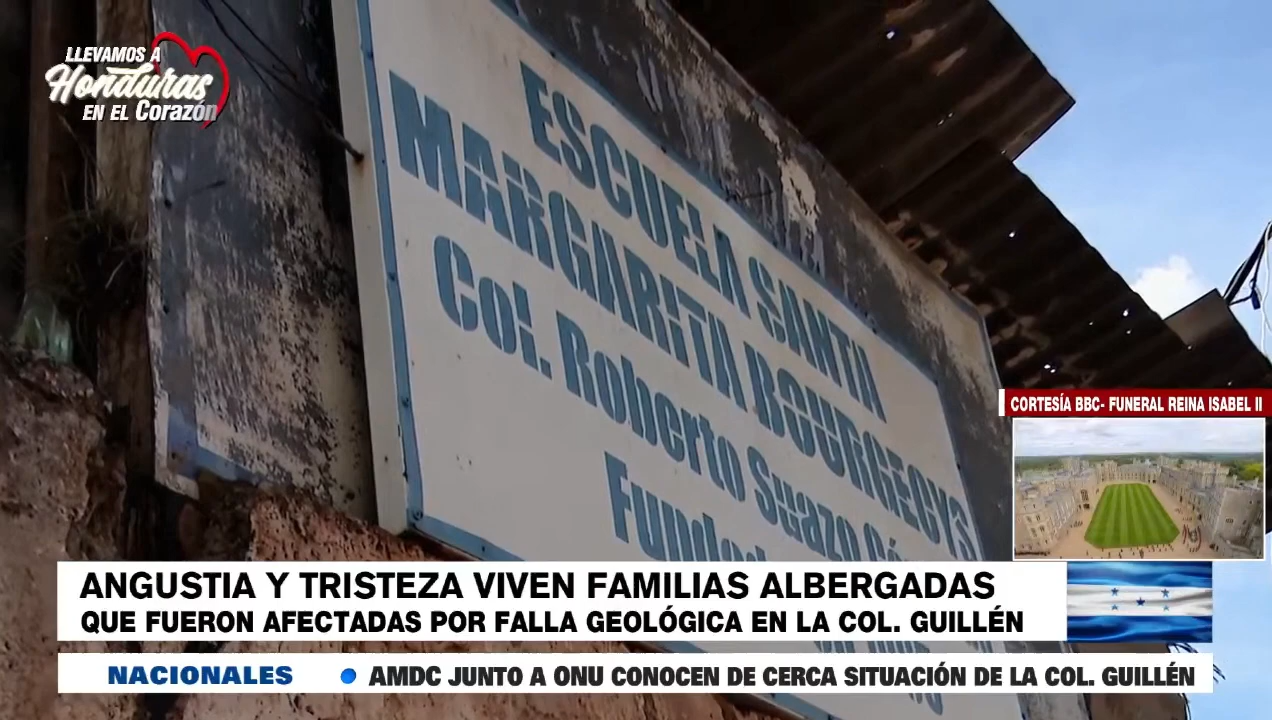 LLEVAMOS A
Honduras
EN EL Corazón
ESCUELA SANTA
MARGARITA BOURGEOYS
Col. Roberto Suazo
CORTESÍA BBC- FUNERAL REINA ISABEL II
ANGUSTIA Y TRISTEZA VIVEN FAMILIAS ALBERGADAS
QUE FUERON AFECTADAS POR FALLA GEOLÓGICA EN LA COL. GUILLÉN
NACIONALES
AMDC JUNTO A ONU CONOCEN DE CERCA SITUACIÓN DE LA COL. GUILLÉN